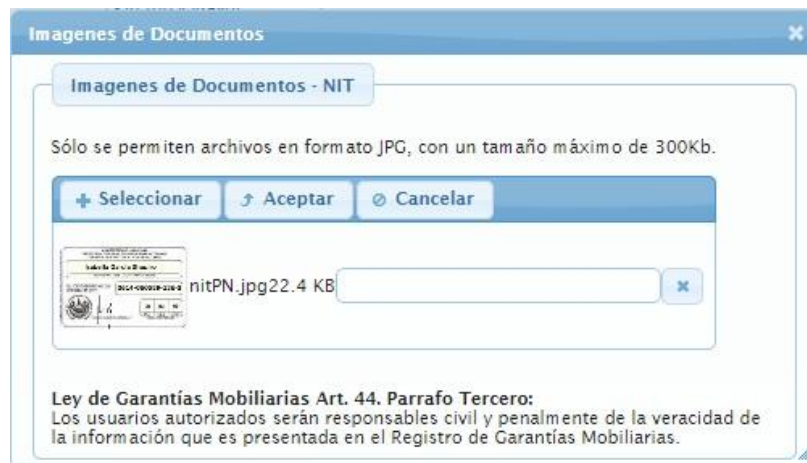 Imagenes de Documentos
Imagenes de Documentos - NIT
Sólo se permiten archivos en formato JPG, con un tamaño máximo de 300Kb.
Seleccionar Aceptar Cancelar
nitPN.jpg22.4 KB
Ley de Garantías Mobiliarias Art. 44. Parrafo Tercero:
Los usuarios autorizados serán responsables civil y penalmente de la veracidad de
la información que es presentada en el Registro de Garantías Mobiliarias.